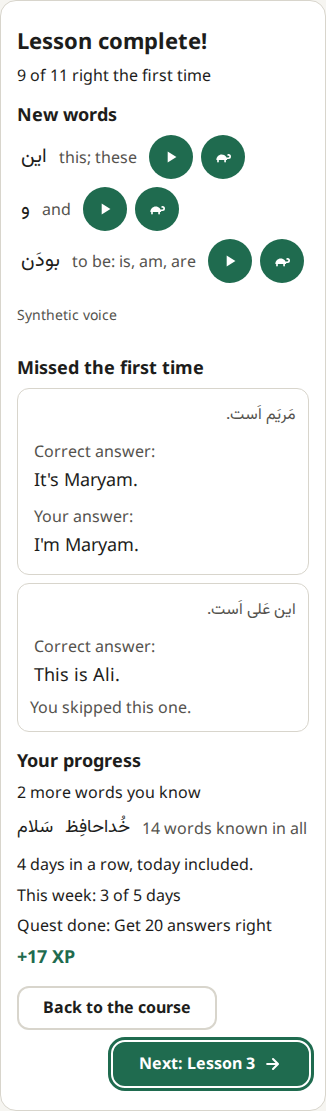 Lesson complete!
9 of 11 right the first time
New words
این this; these
و and
بودَن to be: is, am, are
Synthetic voice
Missed the first time
مَریَم اَست.
Correct answer:
It's Maryam.
Your answer:
I'm Maryam.
این عَلی اَست.
Correct answer:
This is Ali.
You skipped this one.
Your progress
2 more words you know
سَلام خُداحافِظ 14 words known in all
4 days in a row, today included.
This week: 3 of 5 days
Quest done: Get 20 answers right
+17 XP
Back to the course
Next: Lesson 3 →